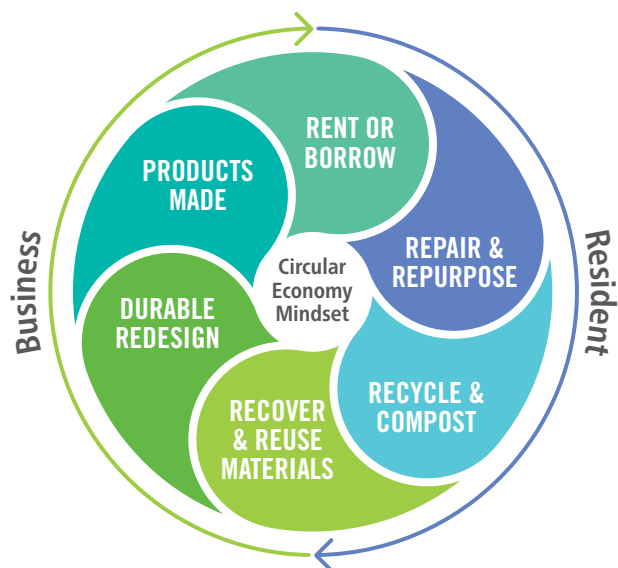 RENT OR
BORROW
REPAIR &
REPURPOSE
RECYCLE &
COMPOST
RECOVER
& REUSE
MATERIALS
DURABLE
REDESIGN
PRODUCTS
MADE
Circular
Economy
Mindset
Business
Resident